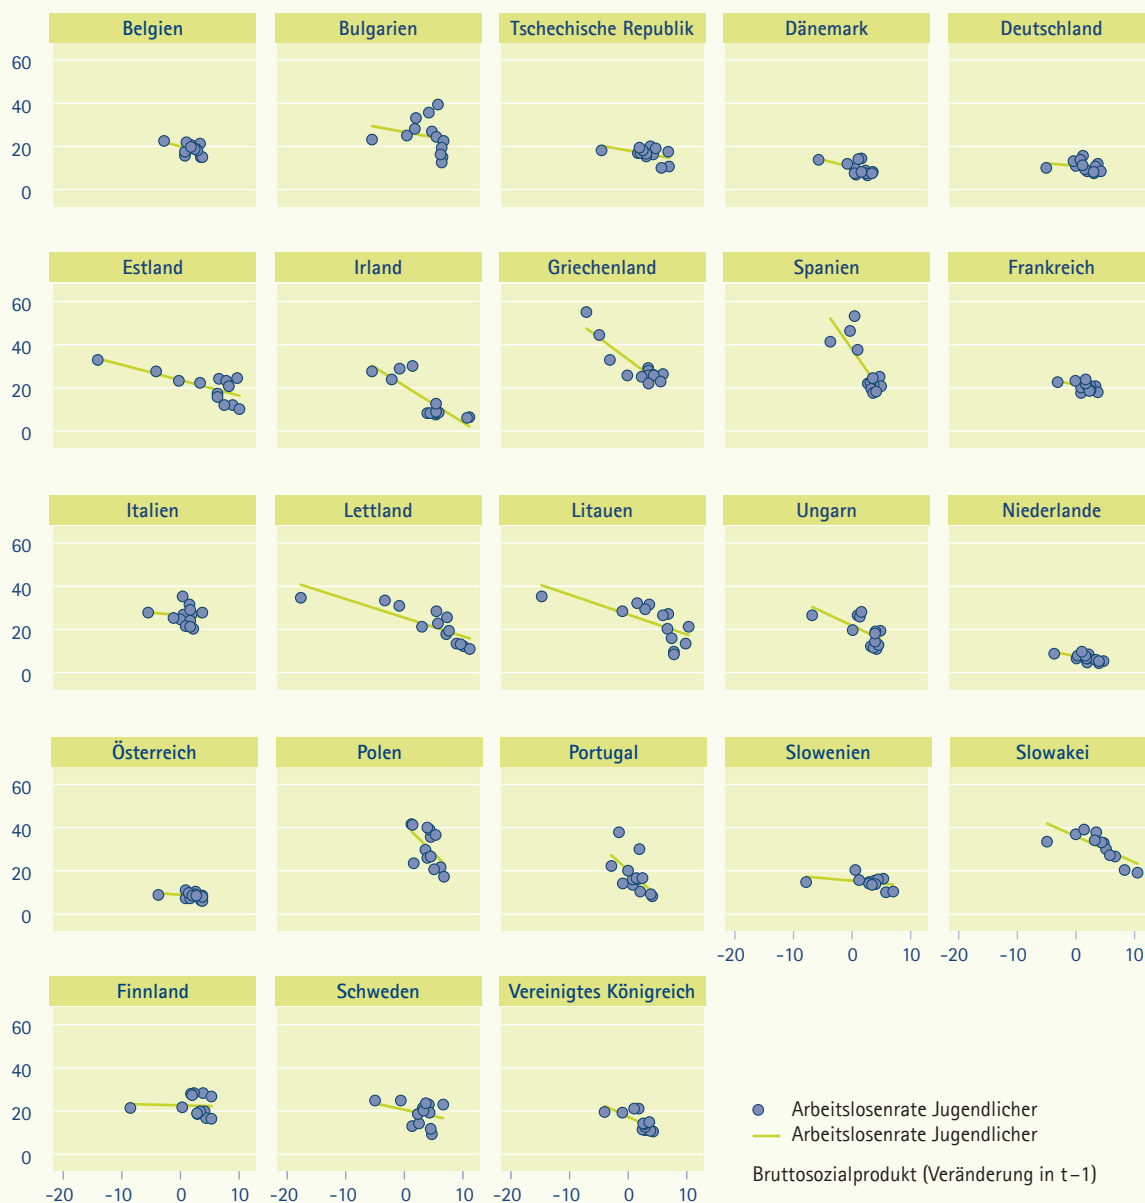 Belgien Bulgarien Tschechische Republik Dänemark Deutschland
60
40
20
0
Estland Irland Griechenland Spanien Frankreich
60
40
20
0
Italien Lettland Litauen Ungarn Niederlande
60
40
20
0
Österreich Polen Portugal Slowenien Slowakei
60
40
20
0
-20 -10 0 10 -20 -10 0 10
Finnland Schweden Vereinigtes Königreich
60
40
20
0
-20 -10 0 10 -20 -10 0 10 -20 -10 0 10
Arbeitslosenrate Jugendlicher
Arbeitslosenrate Jugendlicher
Bruttosozialprodukt (Veränderung in t–1)